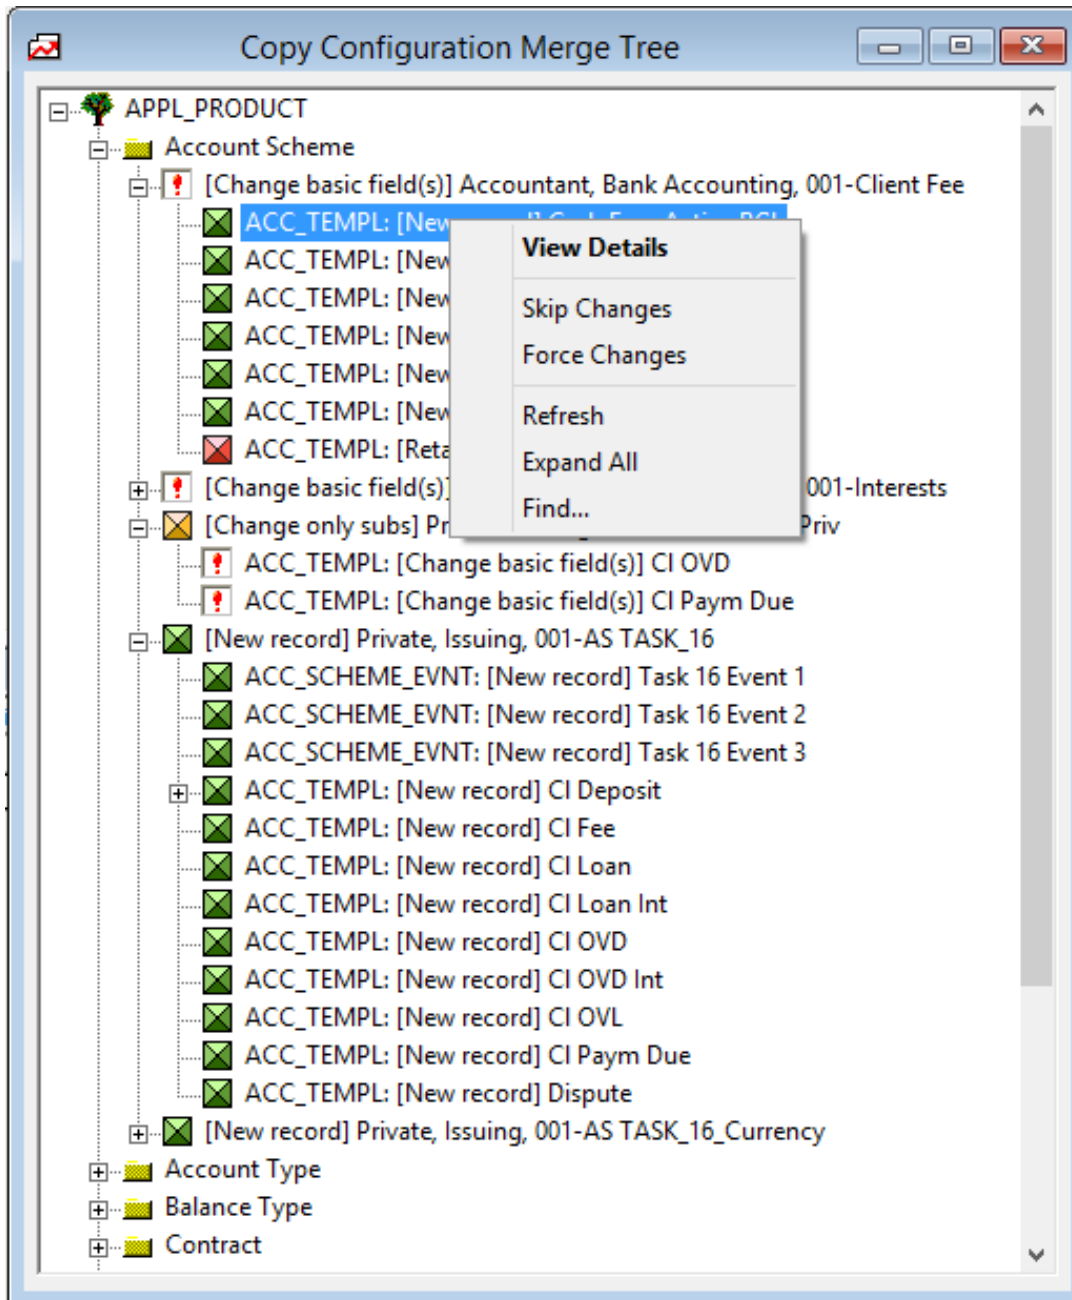 Copy Configuration Merge Tree
APPL_PRODUCT
Account Scheme
[Change basic field(s)] Accountant, Bank Accounting, 001-Client Fee
ACC_TEMPL: [New
View Details
ACC_TEMPL: [New
ACC_TEMPL: [New
Skip Changes
ACC_TEMPL: [New
Force Changes
ACC_TEMPL: [New
ACC_TEMPL: [New
Refresh
ACC_TEMPL: [Reta
Expand All
[Change basic field(s)] 001-Interests
Find...
[Change only subs] Pr Priv
ACC_TEMPL: [Change basic field(s)] CI OVD
ACC_TEMPL: [Change basic field(s)] CI Paym Due
[New record] Private, Issuing, 001-AS TASK_16
ACC_SCHEME_EVNT: [New record] Task 16 Event 1
ACC_SCHEME_EVNT: [New record] Task 16 Event 2
ACC_SCHEME_EVNT: [New record] Task 16 Event 3
ACC_TEMPL: [New record] CI Deposit
ACC_TEMPL: [New record] CI Fee
ACC_TEMPL: [New record] CI Loan
ACC_TEMPL: [New record] CI Loan Int
ACC_TEMPL: [New record] CI OVD
ACC_TEMPL: [New record] CI OVD Int
ACC_TEMPL: [New record] CI OVL
ACC_TEMPL: [New record] CI Paym Due
ACC_TEMPL: [New record] Dispute
[New record] Private, Issuing, 001-AS TASK_16_Currency
Account Type
Balance Type
Contract